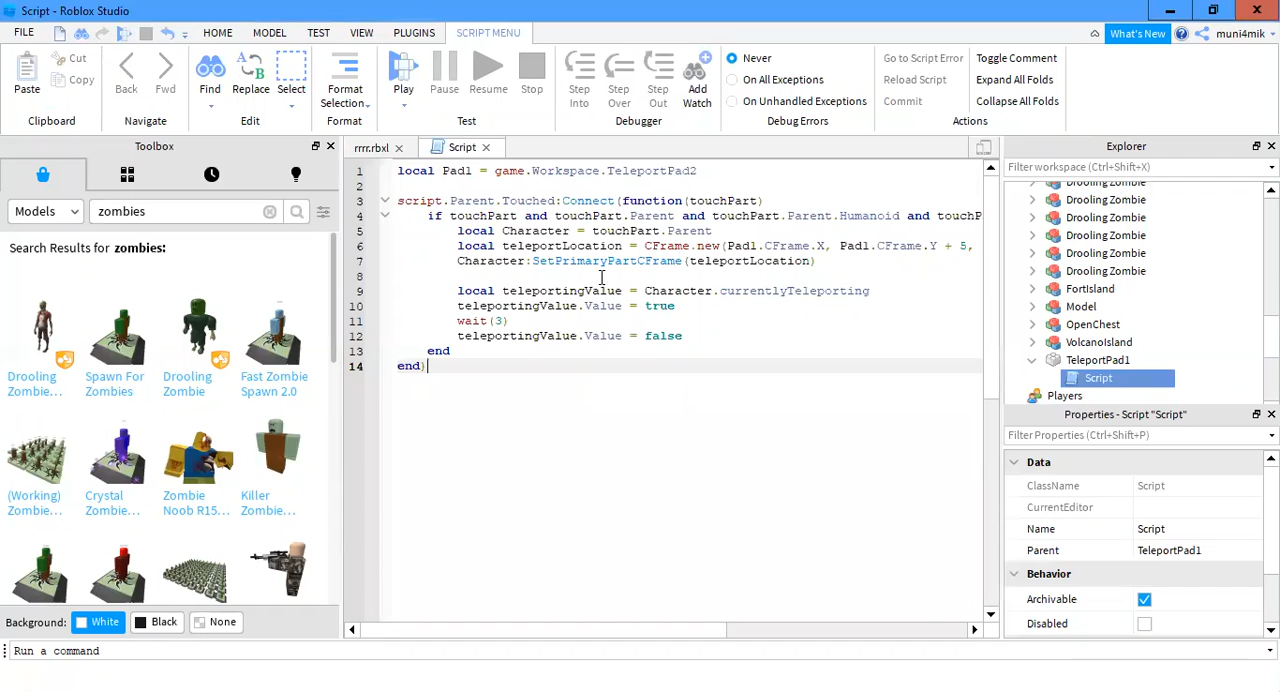 Script - Roblox Studio
FILE HOME MODEL TEST VIEW PLUGINS SCRIPT MENU What's New muni4mik
Paste Cut Copy Clipboard
Back Fwd Navigate
Find Replace Select Edit
Format Selection Format
Play Pause Resume Stop Test
Step Into Step Over Step Out Add Watch Debugger
Never
On All Exceptions
On Unhandled Exceptions
Debug Errors
Go to Script Error Toggle Comment
Reload Script Expand All Folds
Commit Collapse All Folds
Actions
Toolbox
Models zombies
Search Results for zombies:
Drooling Zombie...
Spawn For Zombies
Drooling Zombie
Fast Zombie Spawn 2.0
(Working) Zombie...
Crystal Zombie...
Zombie Noob R15...
Killer Zombie...
Background: White Black None
rrrr.rbxl Script
1 local Pad1 = game.Workspace.TeleportPad2
2
3 script.Parent.Touched:Connect(function(touchPart)
4 if touchPart and touchPart.Parent and touchPart.Parent.Humanoid and touchP
5 local Character = touchPart.Parent
6 local teleportLocation = CFrame.new(Pad1.CFrame.X, Pad1.CFrame.Y + 5,
7 Character:SetPrimaryPartCFrame(teleportLocation)
8
9 local teleportingValue = Character.currentlyTeleporting
10 teleportingValue.Value = true
11 wait(3)
12 teleportingValue.Value = false
13 end
14 end)
Explorer
Filter workspace (Ctrl+Shift+X)
Drooling Zombie
Drooling Zombie
Drooling Zombie
Drooling Zombie
Drooling Zombie
Drooling Zombie
FortIsland
Model
OpenChest
VolcanoIsland
TeleportPad1
Script
Players
Properties - Script "Script"
Filter Properties (Ctrl+Shift+P)
Data
ClassName Script
CurrentEditor
Name Script
Parent TeleportPad1
Behavior
Archivable
Disabled
Run a command